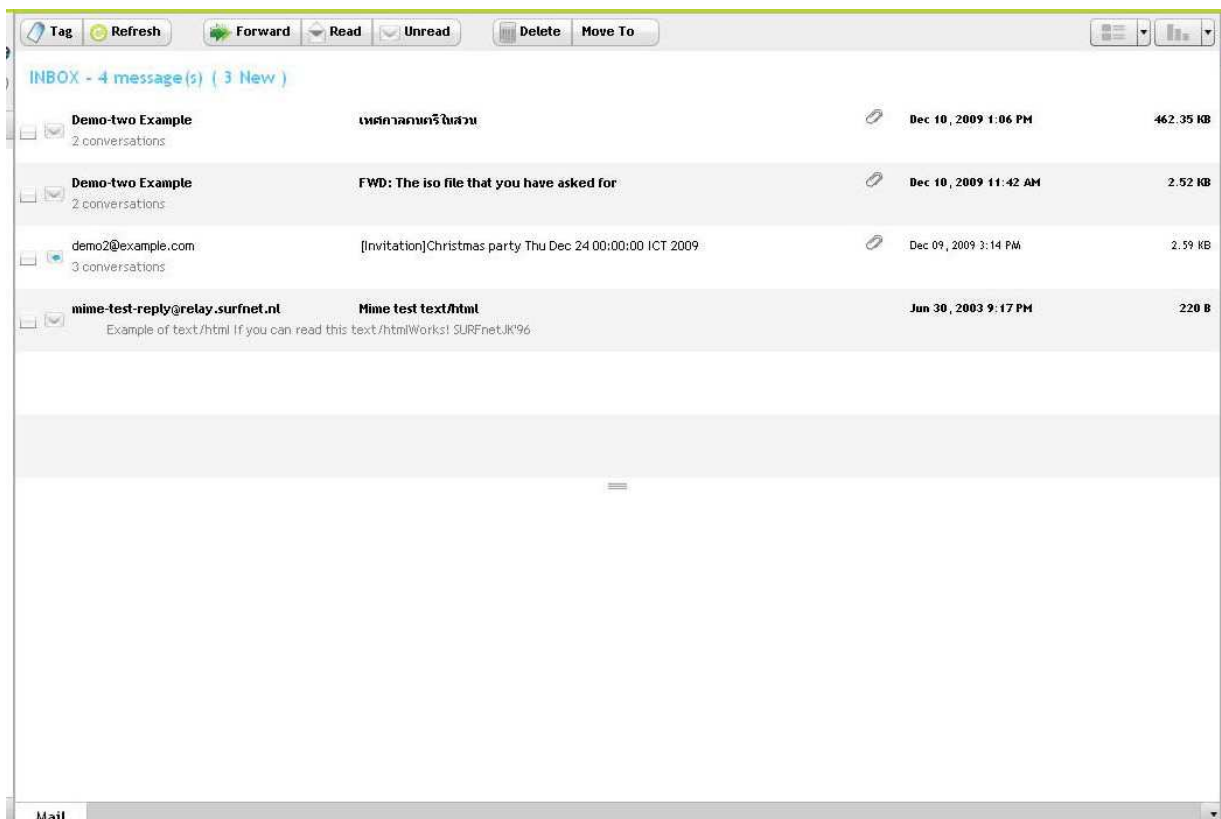 Tag Refresh Forward Read Unread Delete Move To
INBOX - 4 message(s) ( 3 New )
Demo-two Example เทศกาลดนตรีในสวน Dec 10, 2009 1:06 PM 462.35 KB
2 conversations
Demo-two Example FWD: The iso file that you have asked for Dec 10, 2009 11:42 AM 2.52 KB
2 conversations
demo2@example.com [Invitation]Christmas party Thu Dec 24 00:00:00 ICT 2009 Dec 09, 2009 3:14 PM 2.59 KB
3 conversations
mime-test-reply@relay.surfnet.nl Mime test text/html Jun 30, 2003 9:17 PM 220 B
Example of text/html If you can read this text/htmlWorks! SURFnetJK'96
Mail